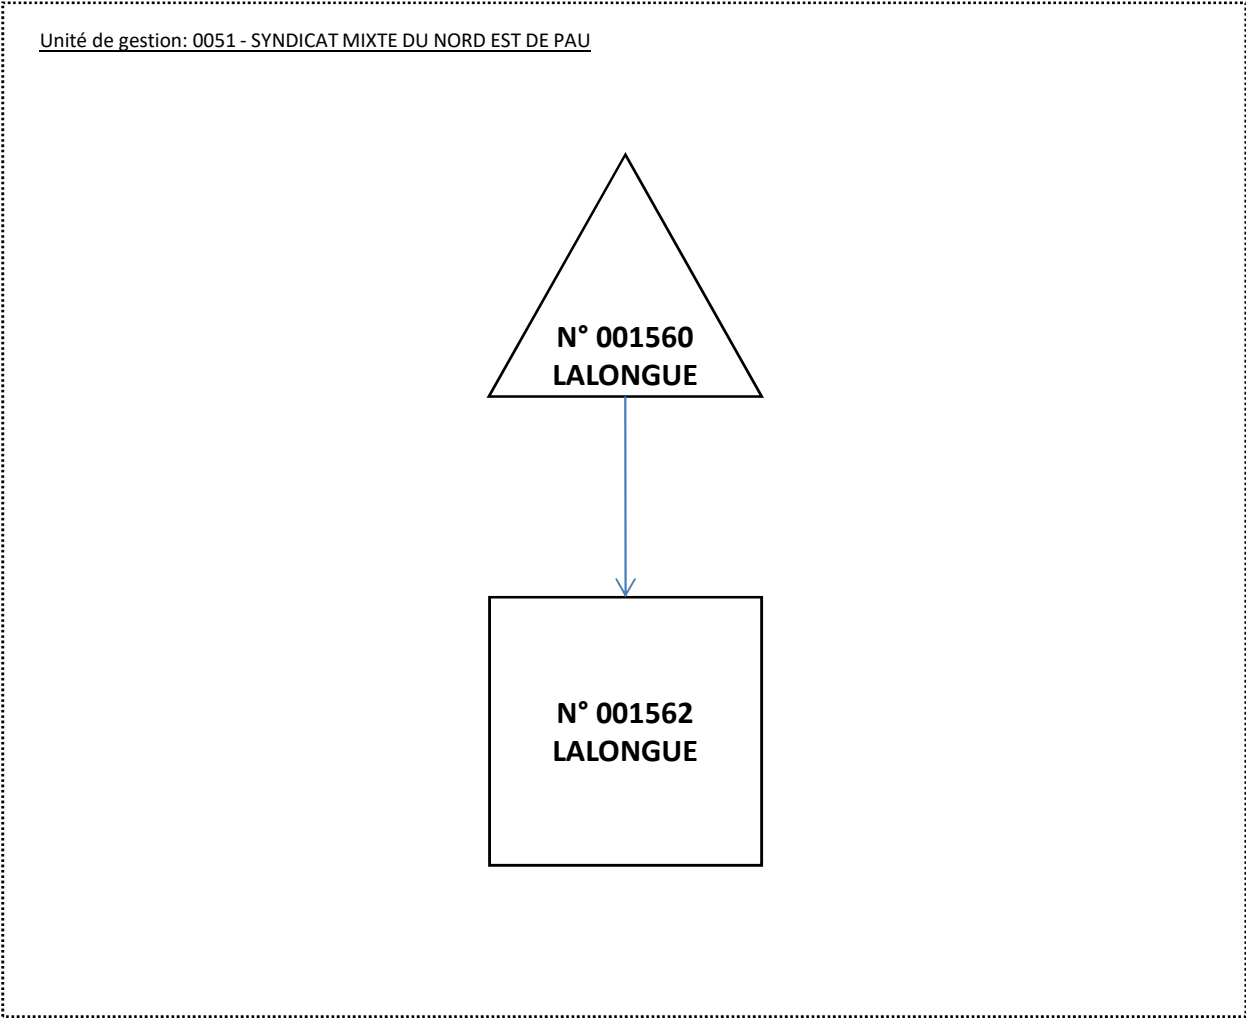 Unité de gestion: 0051 - SYNDICAT MIXTE DU NORD EST DE PAU
N° 001560
LALONGUE
N° 001562
LALONGUE